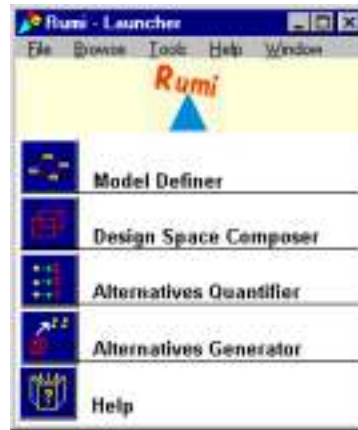 Rumi - Launcher
File Browse Tools Help Window
Rumi
Model Definer
Design Space Composer
Alternatives Quantifier
Alternatives Generator
Help